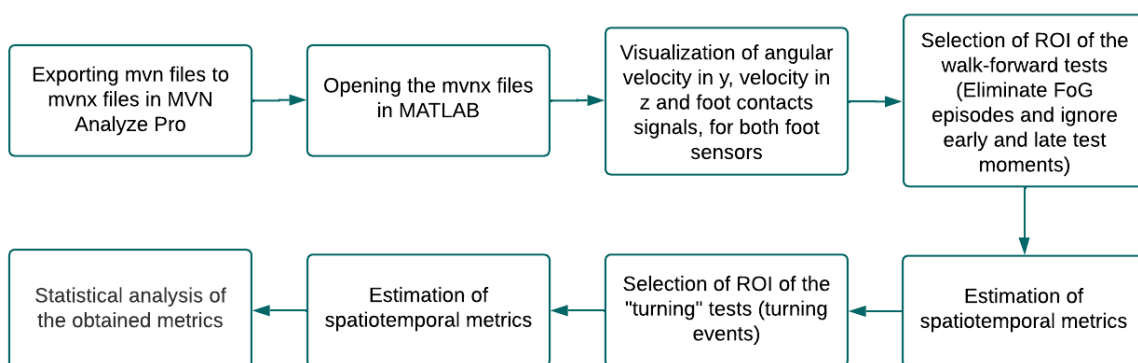 Exporting mvn files to
mvnx files in MVN
Analyze Pro
Opening the mvnx files
in MATLAB
Visualization of angular
velocity in y, velocity in
z and foot contacts
signals, for both foot
sensors
Selection of ROI of the
walk-forward tests
(Eliminate FoG
episodes and ignore
early and late test
moments)
Estimation of
spatiotemporal metrics
Selection of ROI of the
"turning" tests (turning
events)
Estimation of
spatiotemporal metrics
Statistical analysis of
the obtained metrics